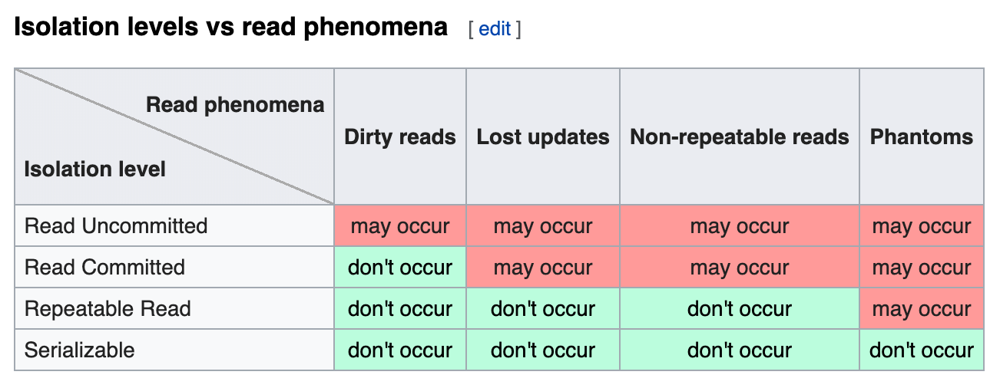 Isolation levels vs read phenomena [ edit ]
Read phenomena
Isolation level
Dirty reads Lost updates Non-repeatable reads Phantoms
Read Uncommitted may occur may occur may occur may occur
Read Committed don't occur may occur may occur may occur
Repeatable Read don't occur don't occur don't occur may occur
Serializable don't occur don't occur don't occur don't occur